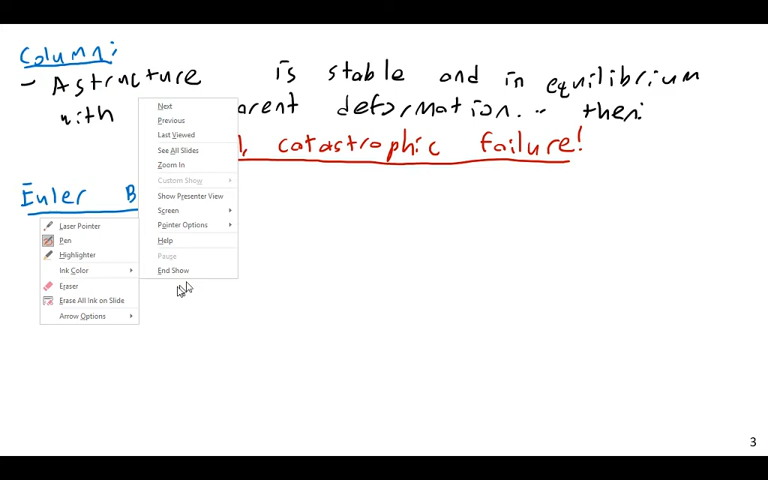 Column:
- A structure is stable and in equilibrium
with arent deformation... then:
catastrophic failure!
Euler B
Next
Previous
Last Viewed
See All Slides
Zoom In
Custom Show
Show Presenter View
Screen
Pointer Options
Help
Pause
End Show
Laser Pointer
Pen
Highlighter
Ink Color
Eraser
Erase All Ink on Slide
Arrow Options
3